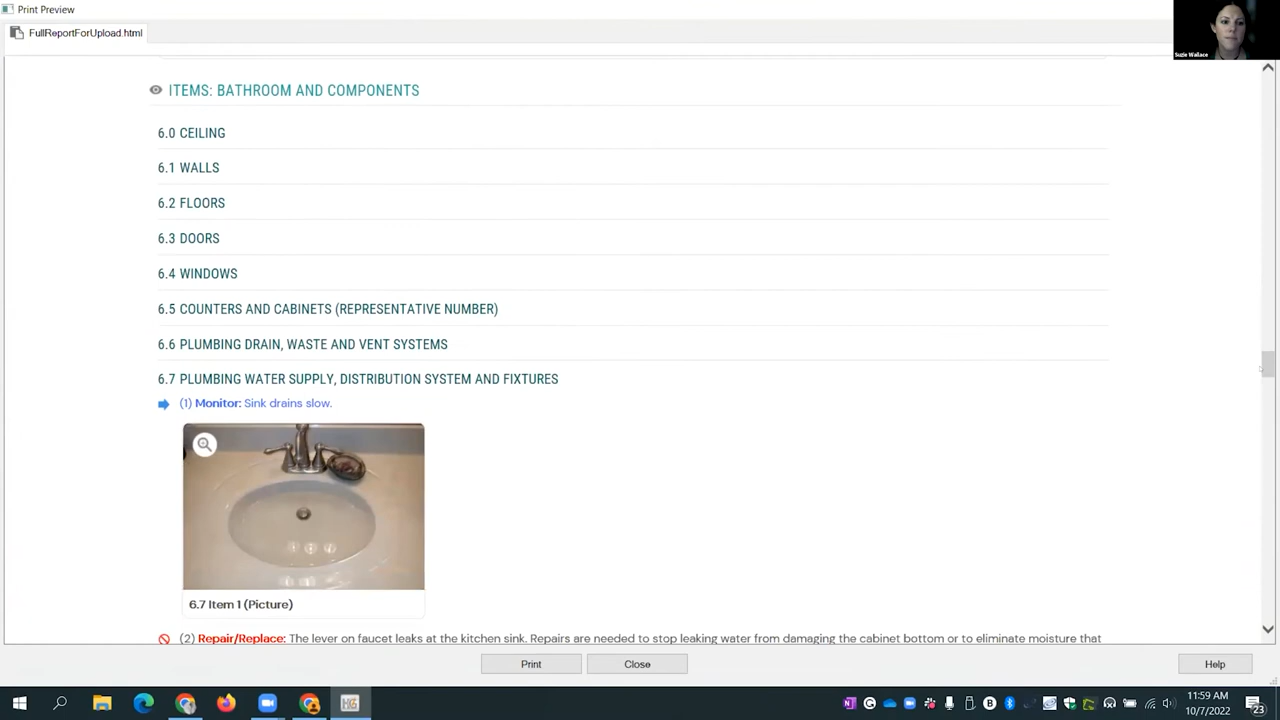 Print Preview
FullReportForUpload.html
Suzie Wallace
ITEMS: BATHROOM AND COMPONENTS
6.0 CEILING
6.1 WALLS
6.2 FLOORS
6.3 DOORS
6.4 WINDOWS
6.5 COUNTERS AND CABINETS (REPRESENTATIVE NUMBER)
6.6 PLUMBING DRAIN, WASTE AND VENT SYSTEMS
6.7 PLUMBING WATER SUPPLY, DISTRIBUTION SYSTEM AND FIXTURES
(1) Monitor: Sink drains slow.
6.7 Item 1 (Picture)
(2) Repair/Replace: The lever on faucet leaks at the kitchen sink. Repairs are needed to stop leaking water from damaging the cabinet bottom or to eliminate moisture that
Print
Close
Help
11:59 AM
10/7/2022
23